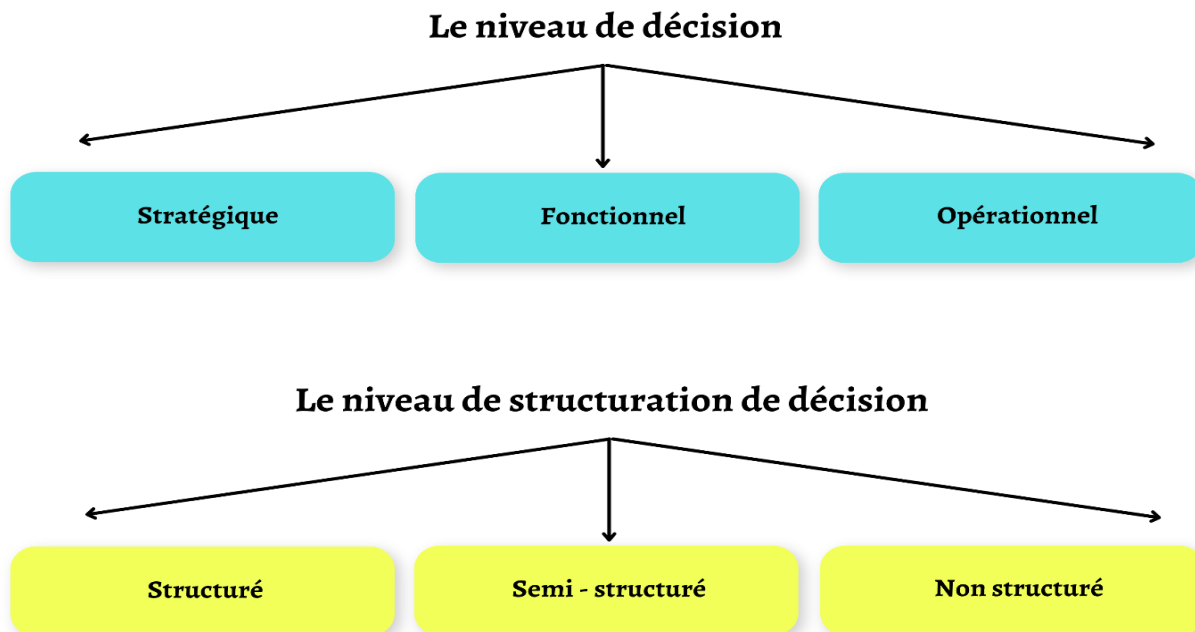 Le niveau de décision
Stratégique
Fonctionnel
Opérationnel
Le niveau de structuration de décision
Structuré
Semi - structuré
Non structuré